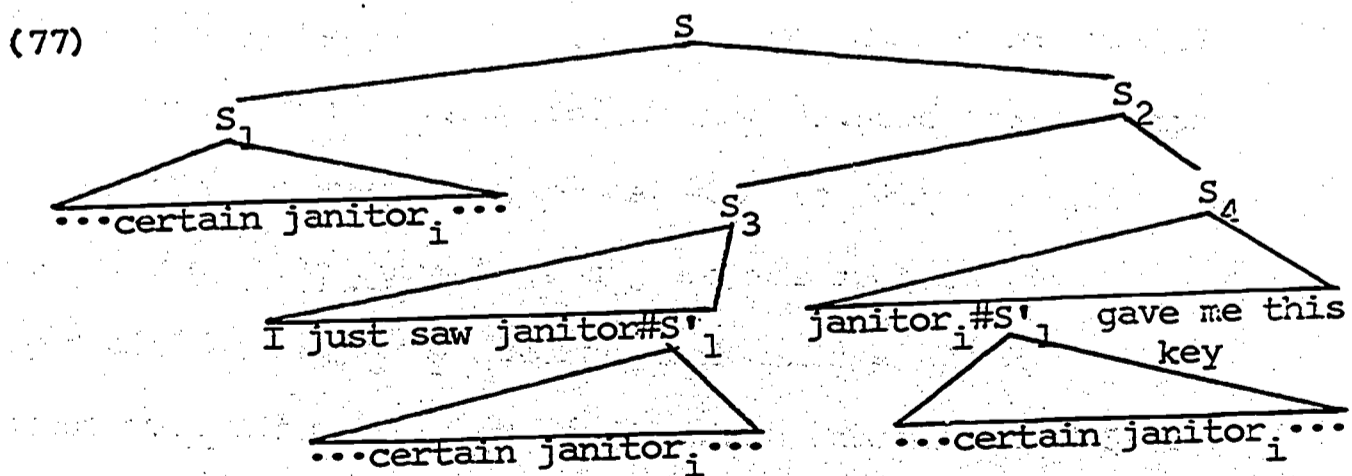 (77)
S
S₁
S₂
•••certain janitorᵢ•••
S₃
S₄
I just saw janitor#S'₁
janitorᵢ#S'₁ gave me this
key
•••certain janitorᵢ•••
•••certain janitorᵢ•••